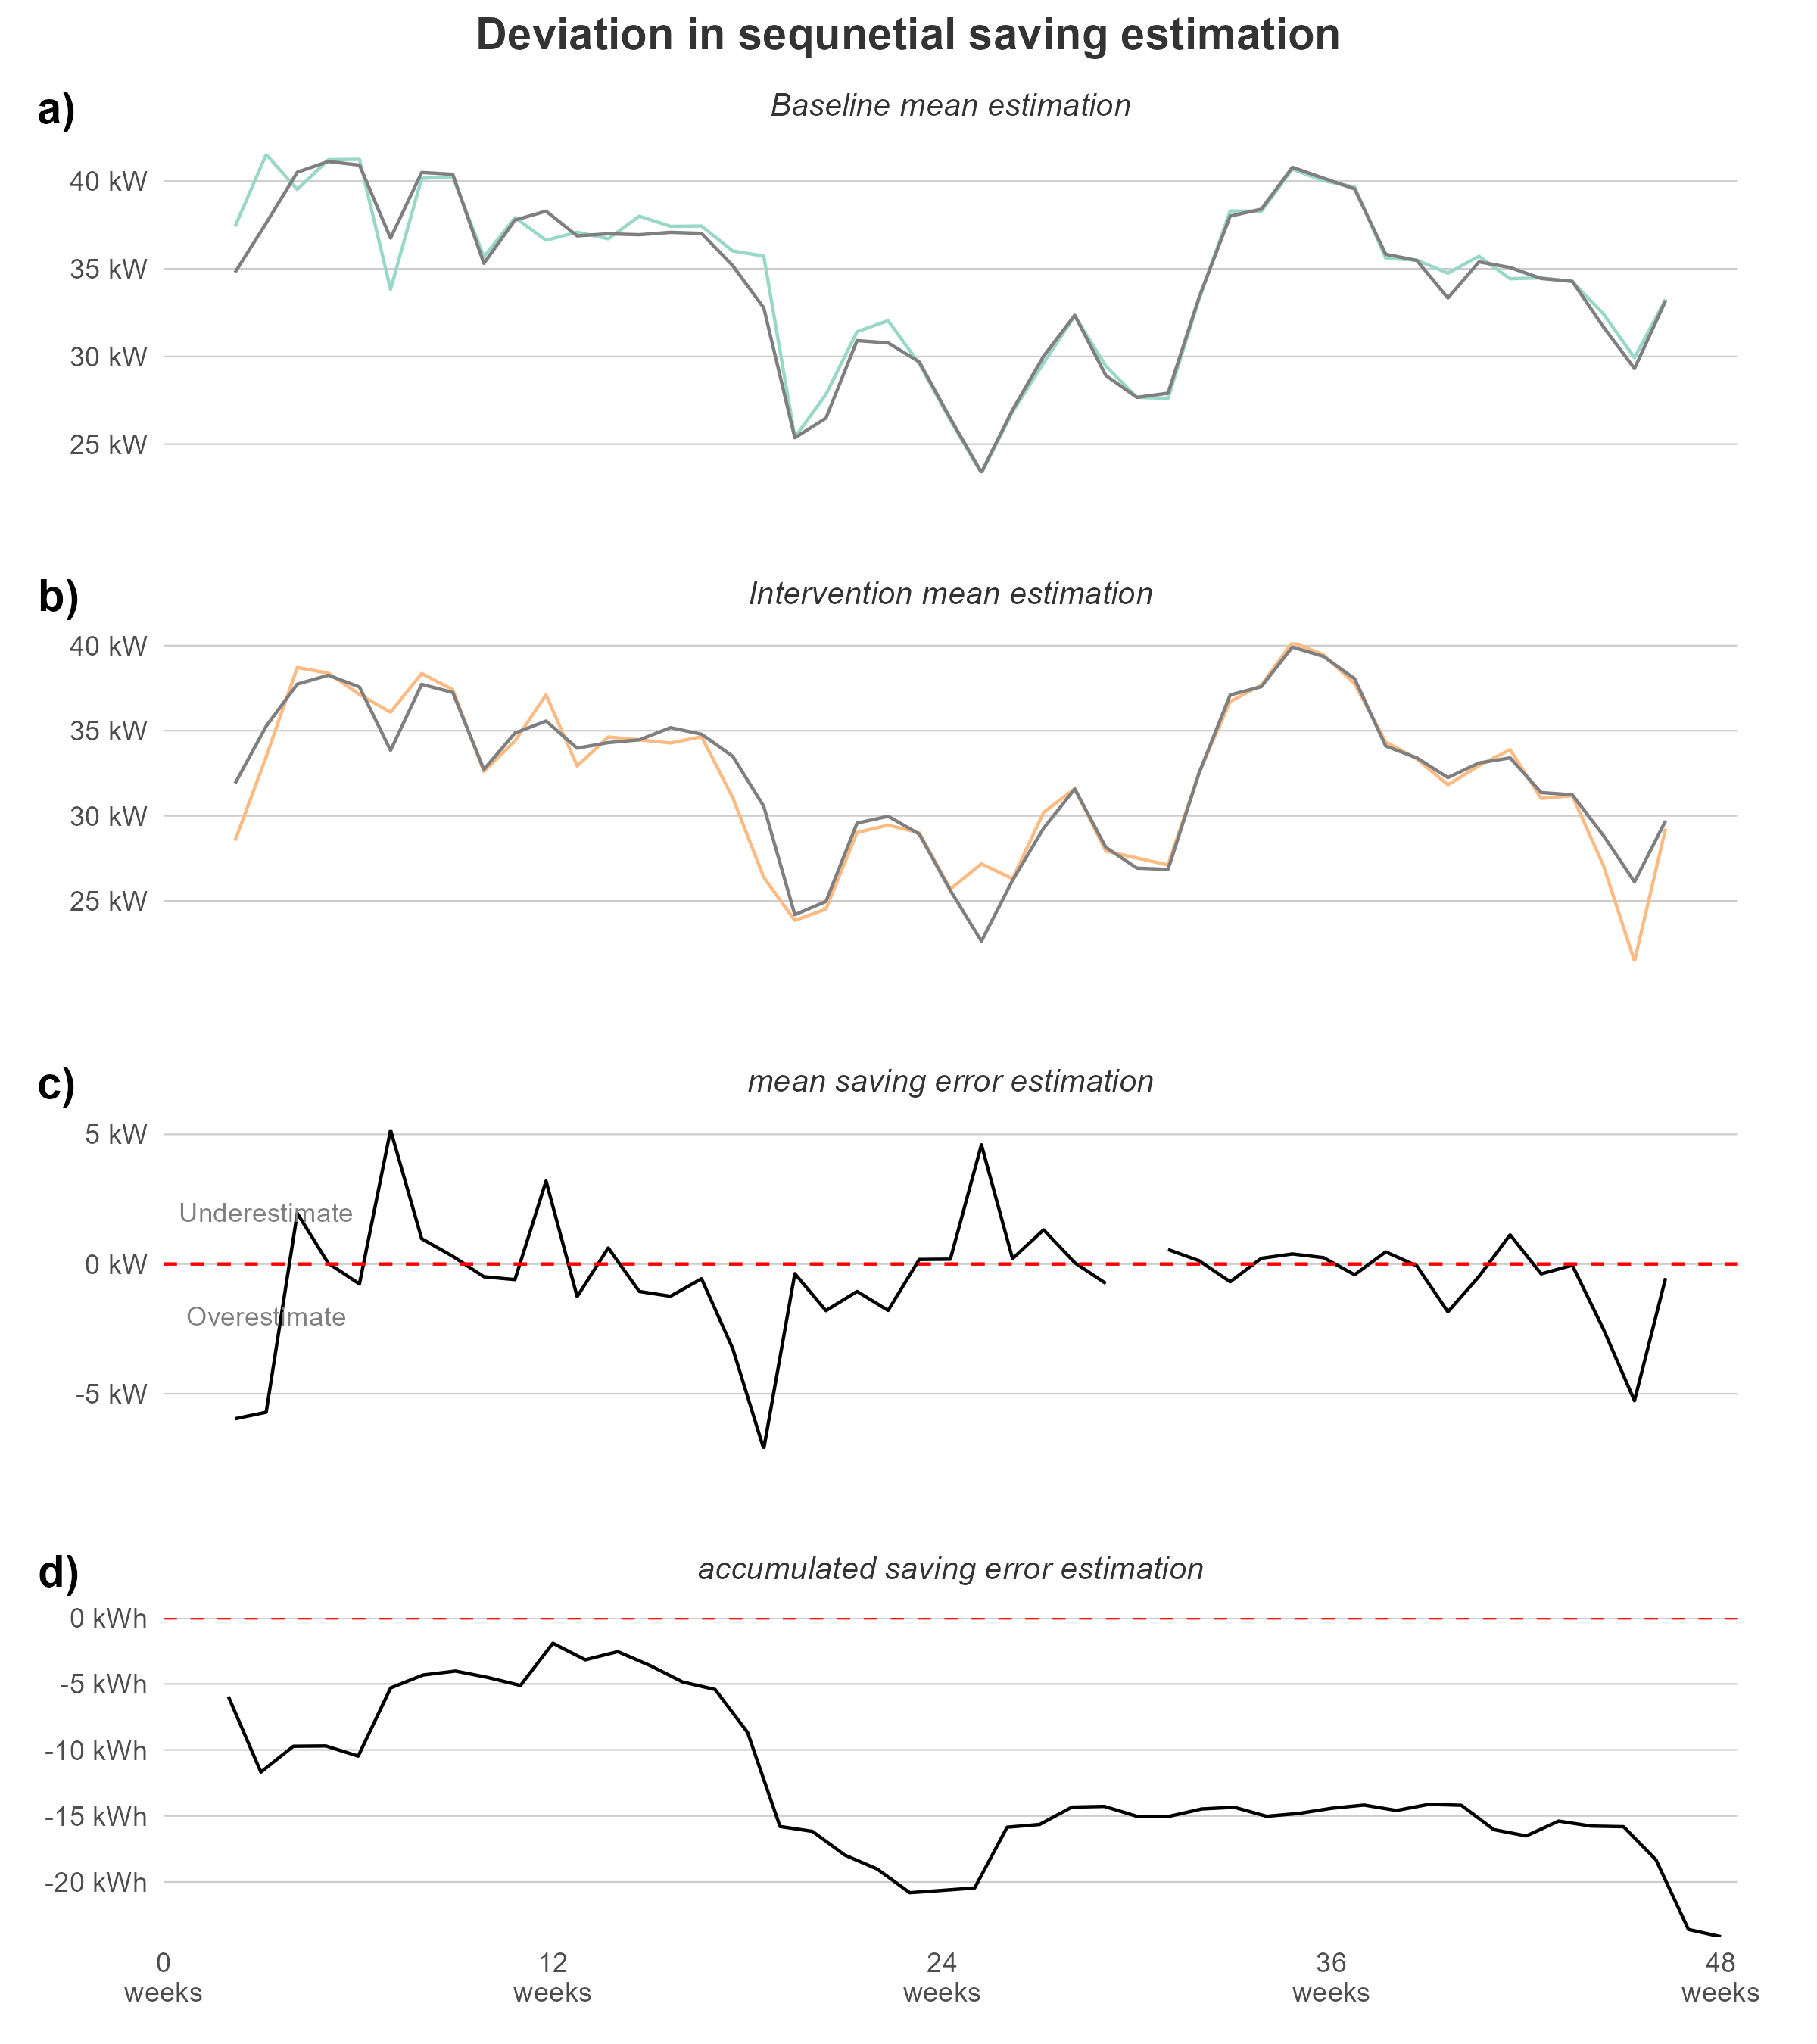 Deviation in sequnetial saving estimation
a)
Baseline mean estimation
40 kW
35 kW
30 kW
25 kW
b)
Intervention mean estimation
40 kW
35 kW
30 kW
25 kW
c)
mean saving error estimation
5 kW
Underestimate
0 kW
Overestimate
-5 kW
d)
accumulated saving error estimation
0 kWh
-5 kWh
-10 kWh
-15 kWh
-20 kWh
0 12 24 36 48
weeks weeks weeks weeks weeks